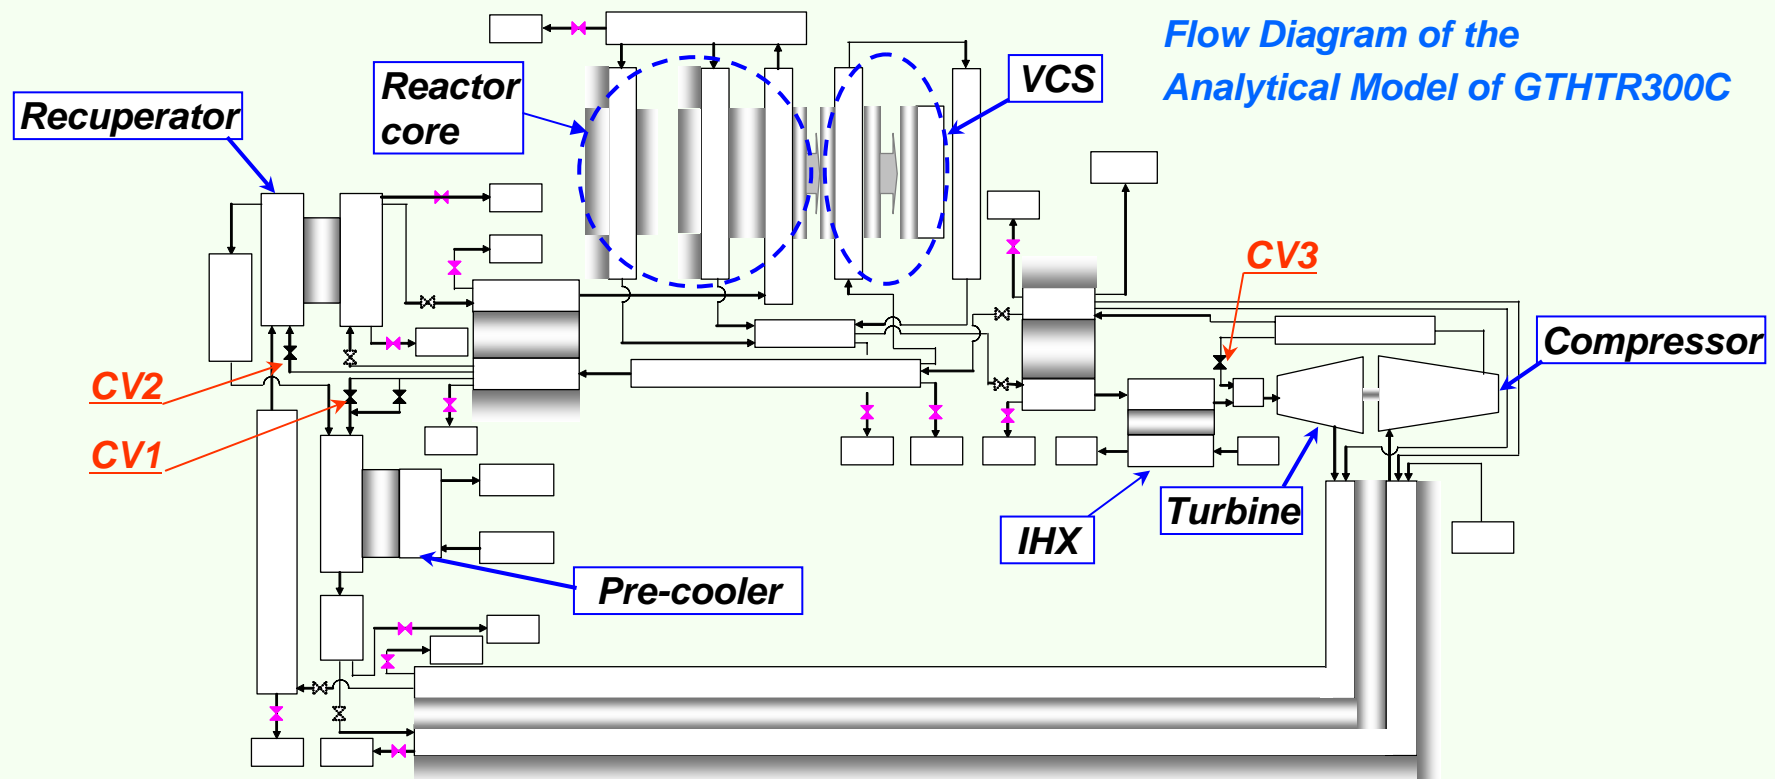 Flow Diagram of the
Analytical Model of GTHTR300C
Reactor
core
VCS
Recuperator
CV3
Compressor
CV2
CV1
Turbine
IHX
Pre-cooler